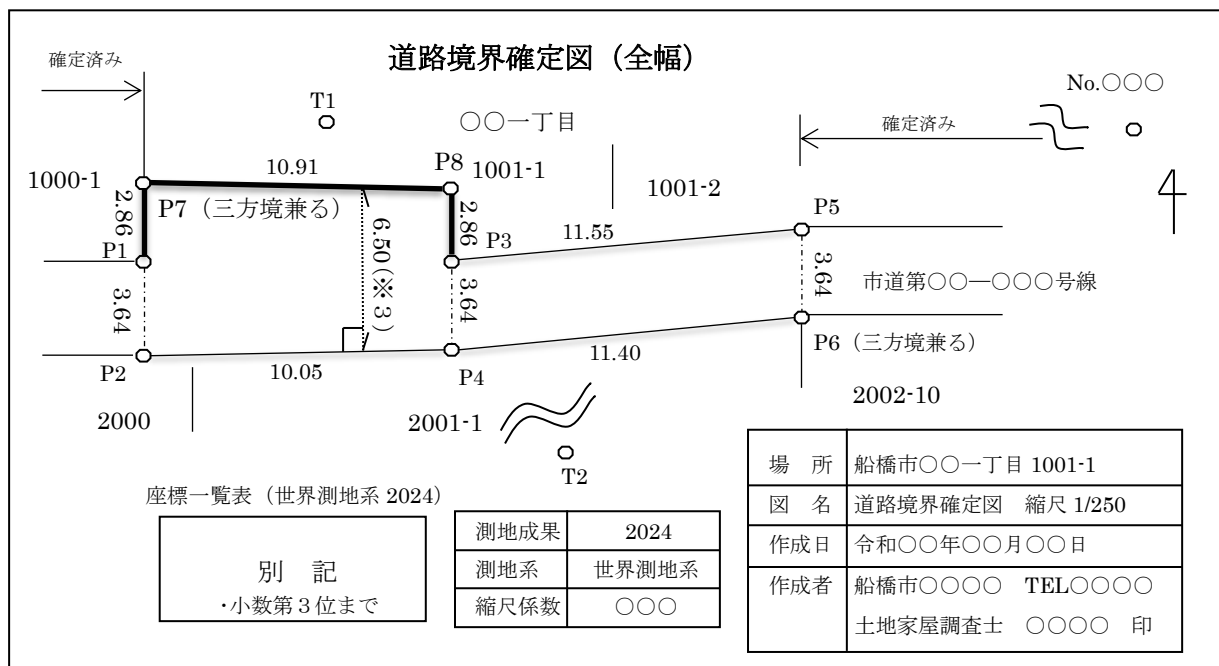 道路境界確定図（全幅）
確定済み
T1
○○一丁目
No.○○○
確定済み
1000-1
10.91
P8
1001-1
1001-2
2.86
P7（三方境兼る）
2.86
P5
P1
6.50(※3)
P3
11.55
3.64
3.64
3.64
市道第○○―○○○号線
P6（三方境兼る）
P2
10.05
P4
11.40
2000
2001-1
2002-10
T2
座標一覧表（世界測地系 2024）
別　記
・小数第３位まで
測地成果 2024
測地系 世界測地系
縮尺係数 ○○○
場　所 船橋市○○一丁目 1001-1
図　名 道路境界確定図　縮尺 1/250
作成日 令和○○年○○月○○日
作成者 船橋市○○○○　TEL○○○○
土地家屋調査士　○○○○　印